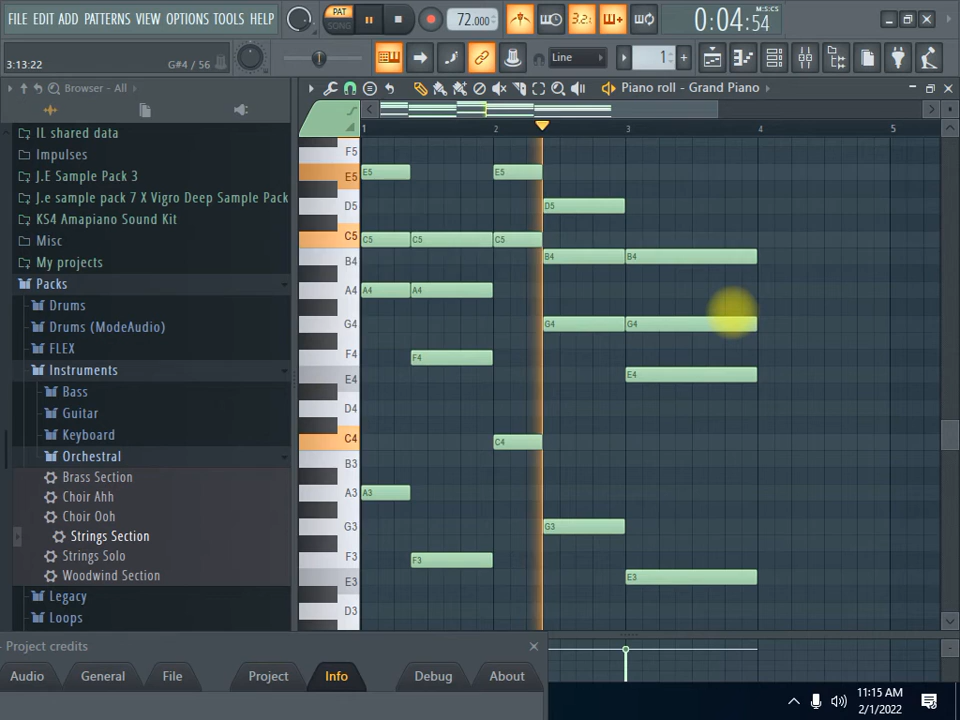 FILE EDIT ADD PATTERNS VIEW OPTIONS TOOLS HELP
PAT
SONG
72.000
3.2.
0:04:54
M:S:CS
3:13:22
G#4 / 56
Line
1
Browser - All
Piano roll - Grand Piano
IL shared data
Impulses
J.E Sample Pack 3
J.e sample pack 7 X Vigro Deep Sample Pack
KS4 Amapiano Sound Kit
Misc
My projects
Packs
Drums
Drums (ModeAudio)
FLEX
Instruments
Bass
Guitar
Keyboard
Orchestral
Brass Section
Choir Ahh
Choir Ooh
Strings Section
Strings Solo
Woodwind Section
Legacy
Loops
1 2 3 4 5
F5
E5 E5 E5
D5 D5
C5 C5 C5 C5
B4 B4 B4
A4 A4 A4
G4 G4 G4
F4 F4
E4 E4
D4
C4 C4
B3
A3 A3
G3 G3
F3 F3
E3 E3
D3
Project credits
Audio General File Project Info Debug About
11:15 AM
2/1/2022